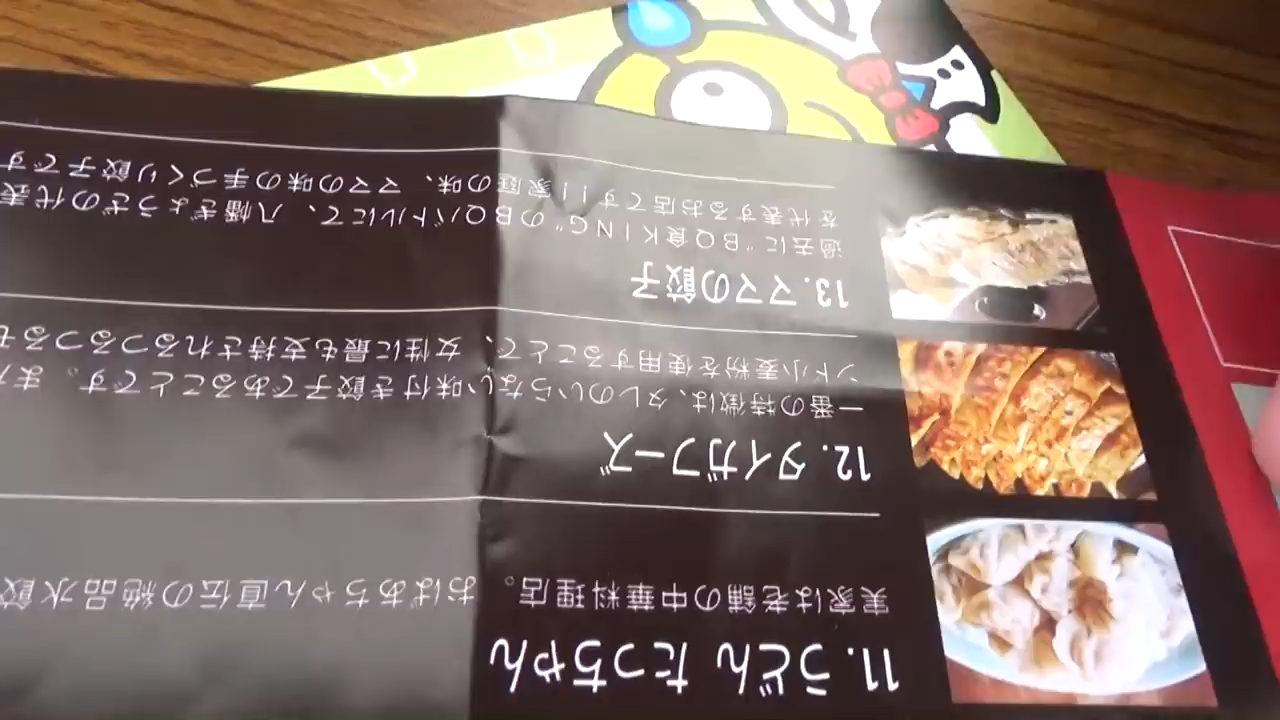 11. うどん たっちゃん
実家は老舗の中華料理店。おばあちゃん直伝の絶品水餃
12. タイガフーズ
一番の特徴は、タレのいらない味付き餃子であることです。また
ンド小麦粉を使用することで、女性に最も支持されるつるつるも
13. ママの餃子
過去に"BQ食KING"のBQバトルにて、八幡ぎょうざの代表
を代表するお店です!!家庭の味、ママの味の手づくり餃子です